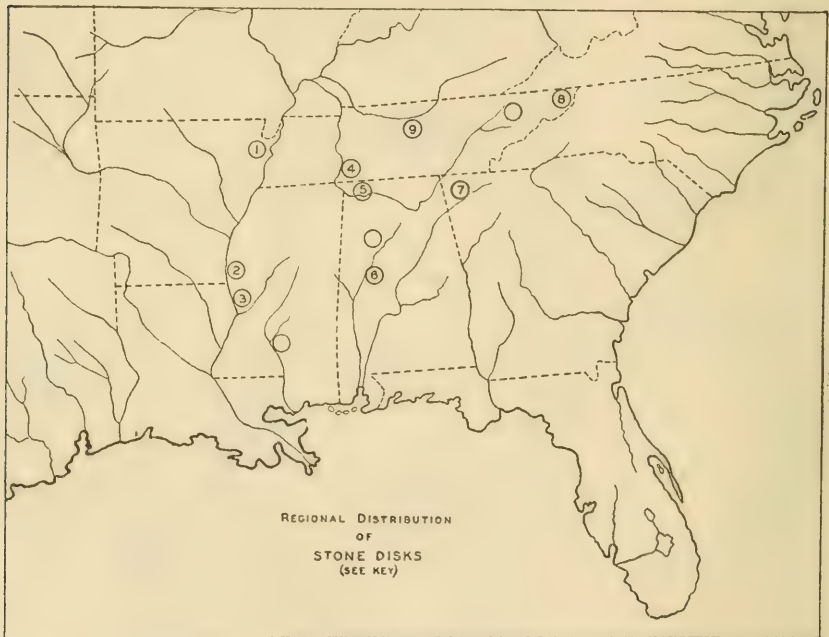 8
9
1
4
5
7
2
6
3
REGIONAL DISTRIBUTION
OF
STONE DISKS
(SEE KEY)